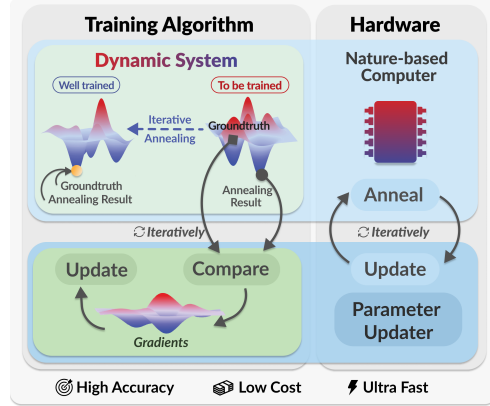 Training Algorithm
Hardware
Dynamic System
Well trained
To be trained
Iterative
Annealing
Groundtruth
Groundtruth
Annealing Result
Annealing
Result
Nature-based
Computer
Anneal
Iteratively
Iteratively
Update
Compare
Gradients
Update
Parameter
Updater
High Accuracy
Low Cost
Ultra Fast